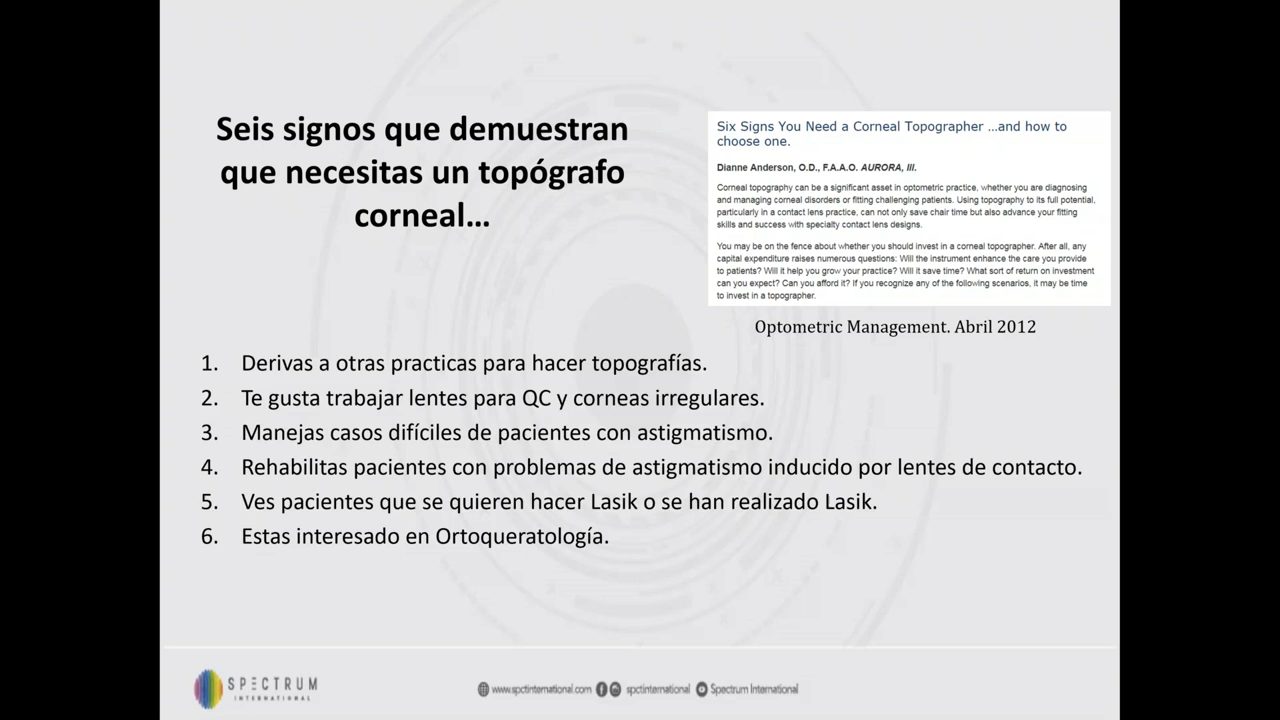 Seis signos que demuestran
que necesitas un topógrafo
corneal...
Six Signs You Need a Corneal Topographer ...and how to
choose one.
Dianne Anderson, O.D., F.A.A.O. AURORA, Ill.
Corneal topography can be a significant asset in optometric practice, whether you are diagnosing
and managing corneal disorders or fitting challenging patients. Using topography to its full potential,
particularly in a contact lens practice, can not only save chair time but also advance your fitting
skills and success with specialty contact lens designs.
You may be on the fence about whether you should invest in a corneal topographer. After all, any
capital expenditure raises numerous questions: Will the instrument enhance the care you provide
to patients? Will it help you grow your practice? Will it save time? What sort of return on investment
can you expect? Can you afford it? If you recognize any of the following scenarios, it may be time
to invest in a topographer.
Optometric Management. Abril 2012
1. Derivas a otras practicas para hacer topografías.
2. Te gusta trabajar lentes para QC y corneas irregulares.
3. Manejas casos difíciles de pacientes con astigmatismo.
4. Rehabilitas pacientes con problemas de astigmatismo inducido por lentes de contacto.
5. Ves pacientes que se quieren hacer Lasik o se han realizado Lasik.
6. Estas interesado en Ortoqueratología.
SPECTRUM
INTERNATIONAL
www.spctinternational.com spctinternational Spectrum International